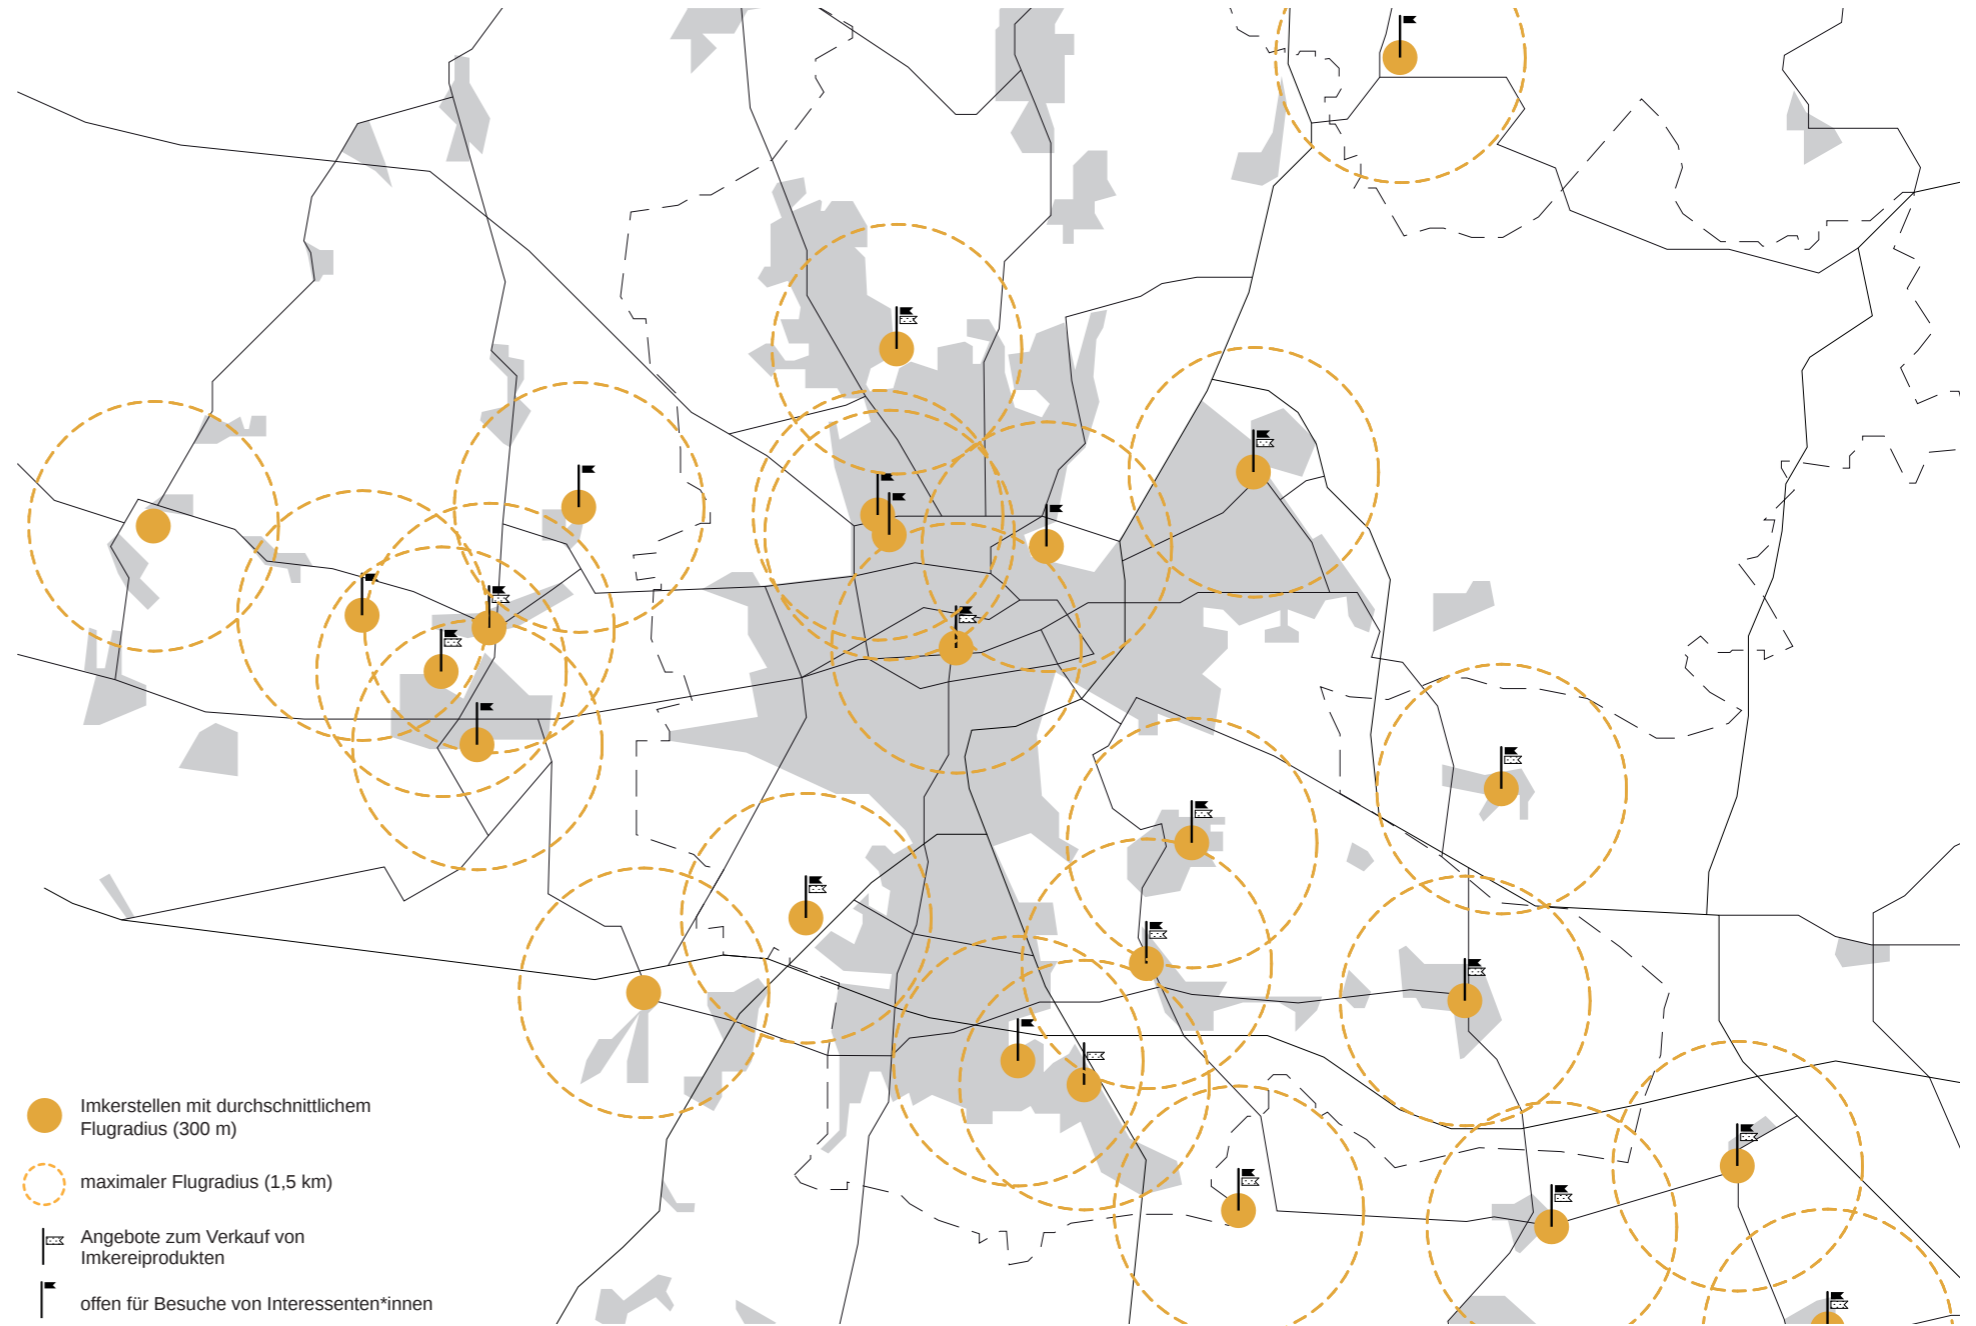 Imkerstellen mit durchschnittlichem
Flugradius (300 m)
maximaler Flugradius (1,5 km)
Angebote zum Verkauf von
Imkereiprodukten
offen für Besuche von Interessenten*innen